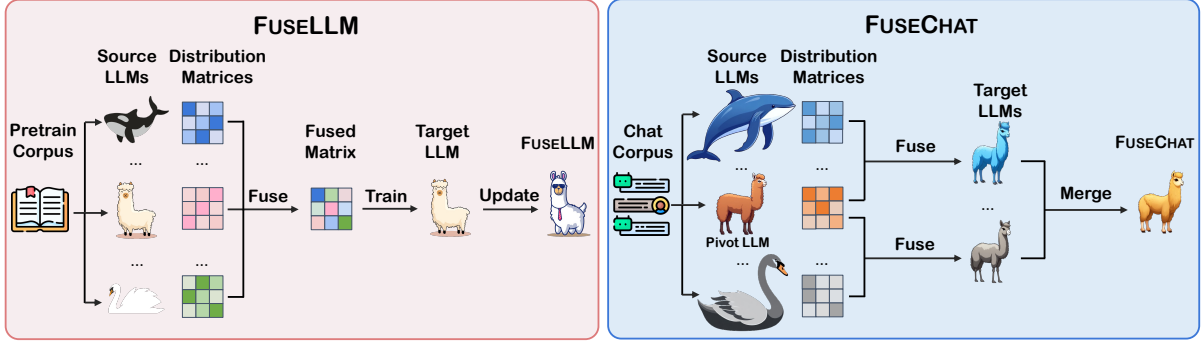 FUSELLM
Source
LLMs
Distribution
Matrices
Pretrain
Corpus
...
...
...
...
Fuse
Fused
Matrix
Train
Target
LLM
Update
FUSELLM
FUSECHAT
Source
LLMs
Distribution
Matrices
Chat
Corpus
...
...
Pivot LLM
...
...
Fuse
Fuse
Target
LLMs
...
Merge
FUSECHAT